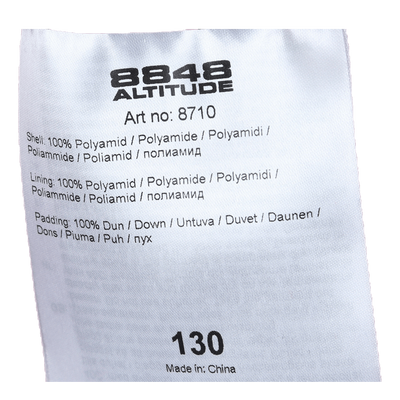 8848
ALTITUDE
Art no: 8710
Shell: 100% Polyamid / Polyamide / Polyamidi /
Poliammide / Poliamid / полиамид
Lining: 100% Polyamid / Polyamide / Polyamidi /
Poliammide / Poliamid / полиамид
Padding: 100% Dun / Down / Untuva / Duvet / Daunen /
Dons / Piuma / Puh / пух
130
Made in: China